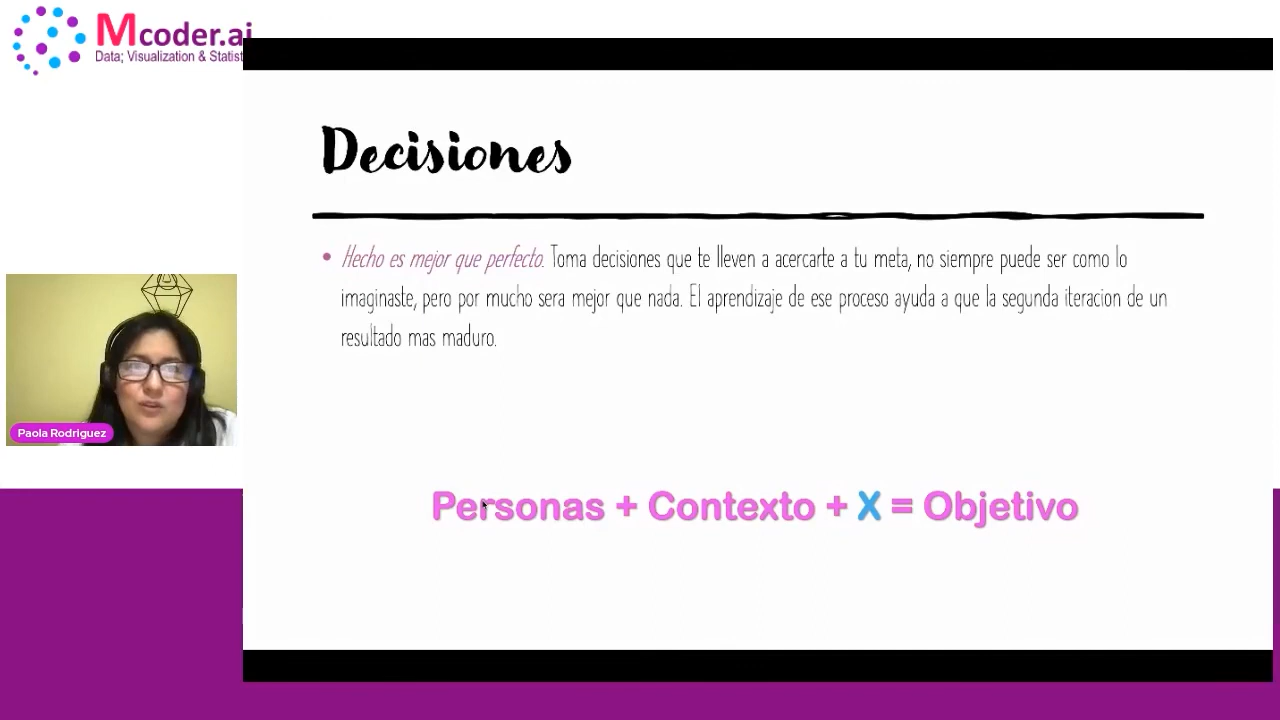 Mcoder.ai
Data; Visualization & Statist
Decisiones
• Hecho es mejor que perfecto. Toma decisiones que te lleven a acercarte a tu meta, no siempre puede ser como lo
imaginaste, pero por mucho sera mejor que nada. El aprendizaje de ese proceso ayuda a que la segunda iteracion de un
resultado mas maduro.
Paola Rodriguez
Personas + Contexto + X = Objetivo